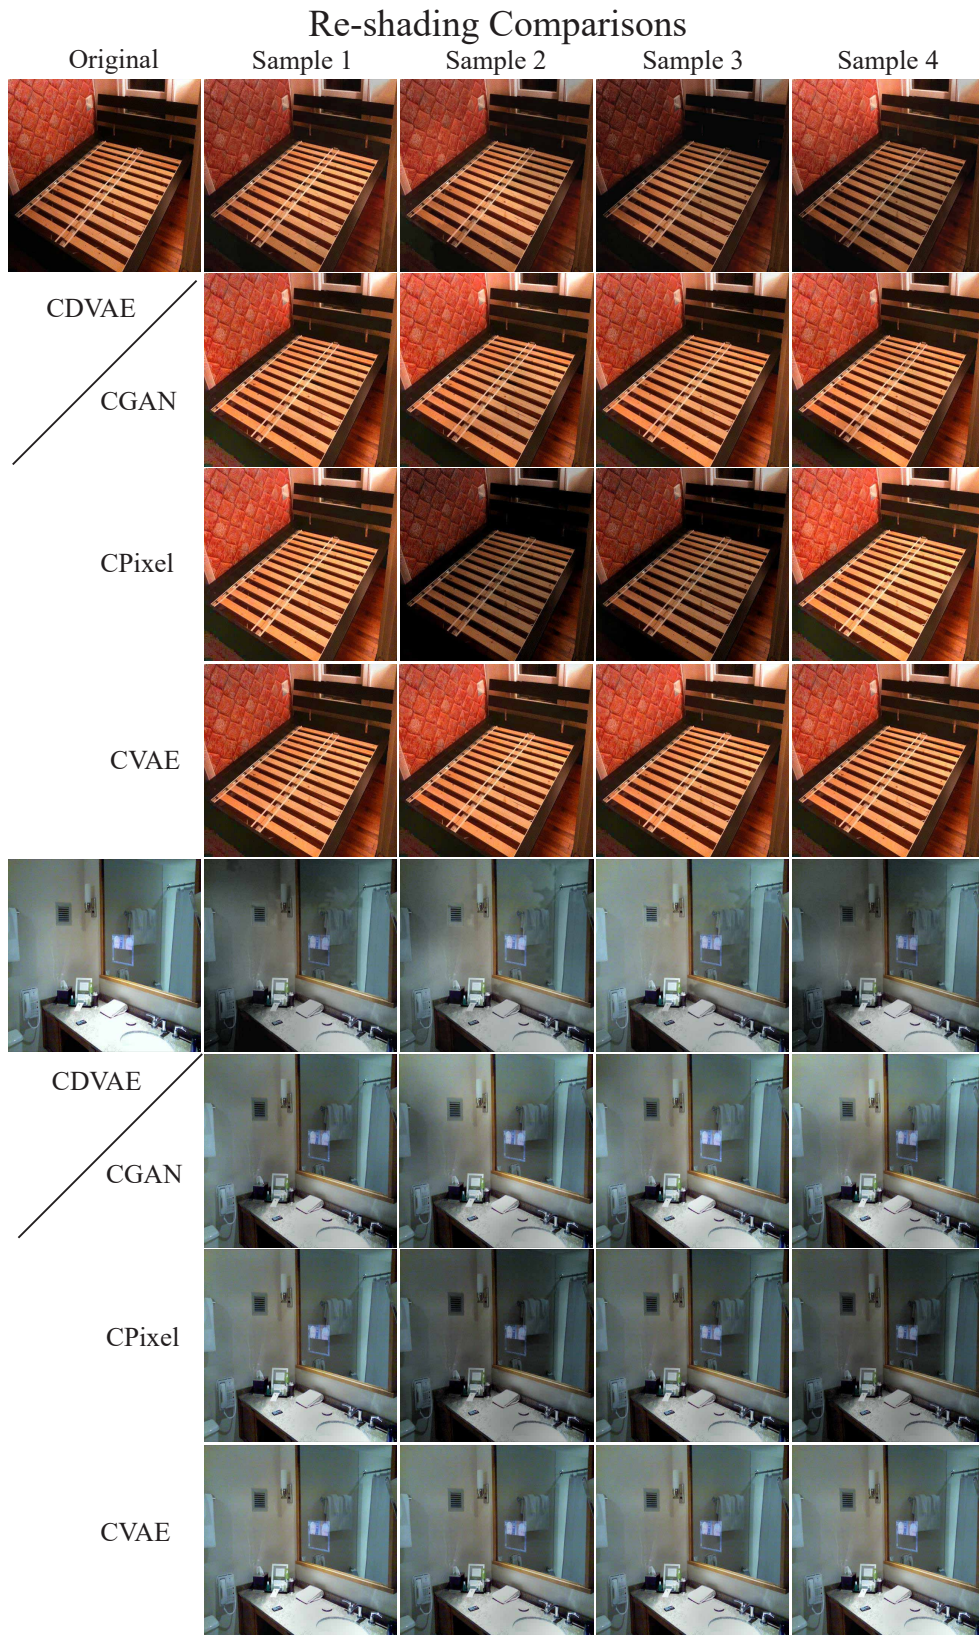 Re-shading Comparisons
Original Sample 1 Sample 2 Sample 3 Sample 4
CDVAE
CGAN
CPixel
CVAE
CDVAE
CGAN
CPixel
CVAE